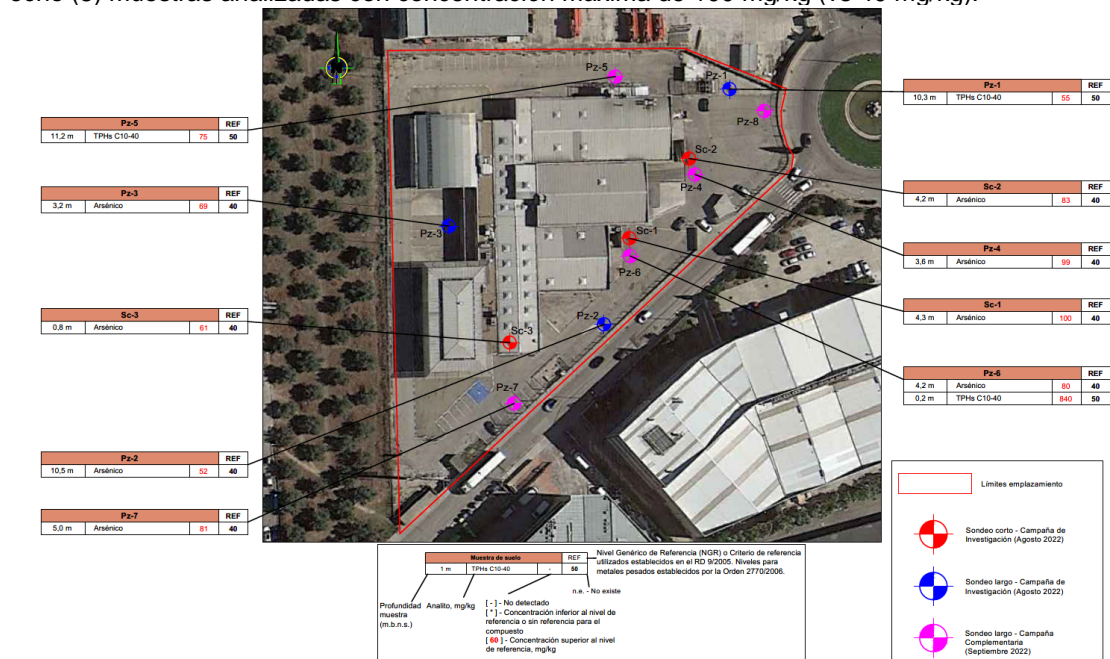 Pz-5 REF
11,2 m TPHs C10-40 75 50
Pz-3 REF
3,2 m Arsénico 69 40
Sc-3 REF
0,8 m Arsénico 61 40
Pz-2 REF
10,5 m Arsénico 52 40
Pz-7 REF
5,0 m Arsénico 81 40
Pz-5
Pz-1
Pz-8
Sc-2
Pz-4
Pz-3
Sc-1
Pz-6
Pz-2
Sc-3
Pz-7
Pz-1 REF
10,3 m TPHs C10-40 55 50
Sc-2 REF
4,2 m Arsénico 83 40
Pz-4 REF
3,6 m Arsénico 99 40
Sc-1 REF
4,3 m Arsénico 100 40
Pz-6 REF
4,2 m Arsénico 80 40
0,2 m TPHs C10-40 840 50
Límites emplazamiento
Sondeo corto - Campaña de
Investigación (Agosto 2022)
Sondeo largo - Campaña de
Investigación (Agosto 2022)
Sondeo largo - Campaña
Complementaria
(Septiembre 2022)
Muestra de suelo REF
1 m TPHs C10-40 - 50
Nivel Genérico de Referencia (NGR) o Criterio de referencia
utilizados establecidos en el RD 9/2005. Niveles para
metales pesados establecidos por la Orden 2770/2006.
n.e. - No existe
Profundidad
muestra
(m.b.n.s.)
Analito, mg/kg
[ - ] - No detectado
[ * ] - Concentración inferior al nivel de
referencia o sin referencia para el
compuesto
[ 60 ] - Concentración superior al nivel
de referencia, mg/kg